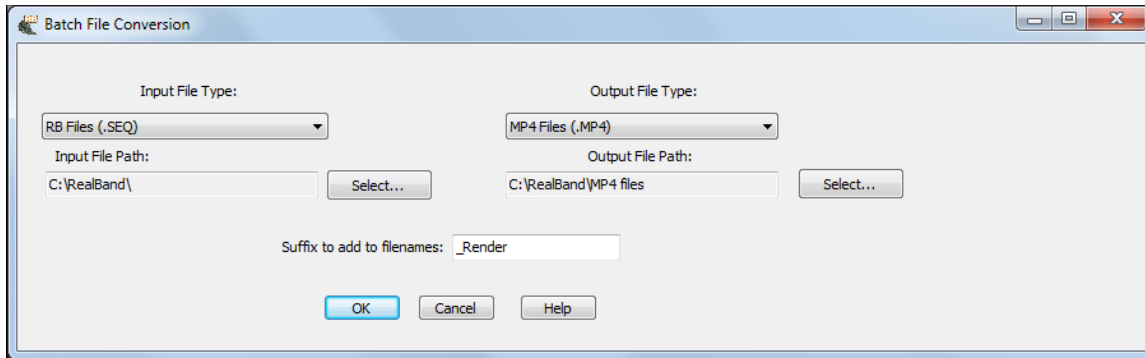 Batch File Conversion
Input File Type: Output File Type:
RB Files (.SEQ) MP4 Files (.MP4)
Input File Path: Output File Path:
C:\RealBand\ Select... C:\RealBand\MP4 files Select...
Suffix to add to filenames: _Render
OK Cancel Help